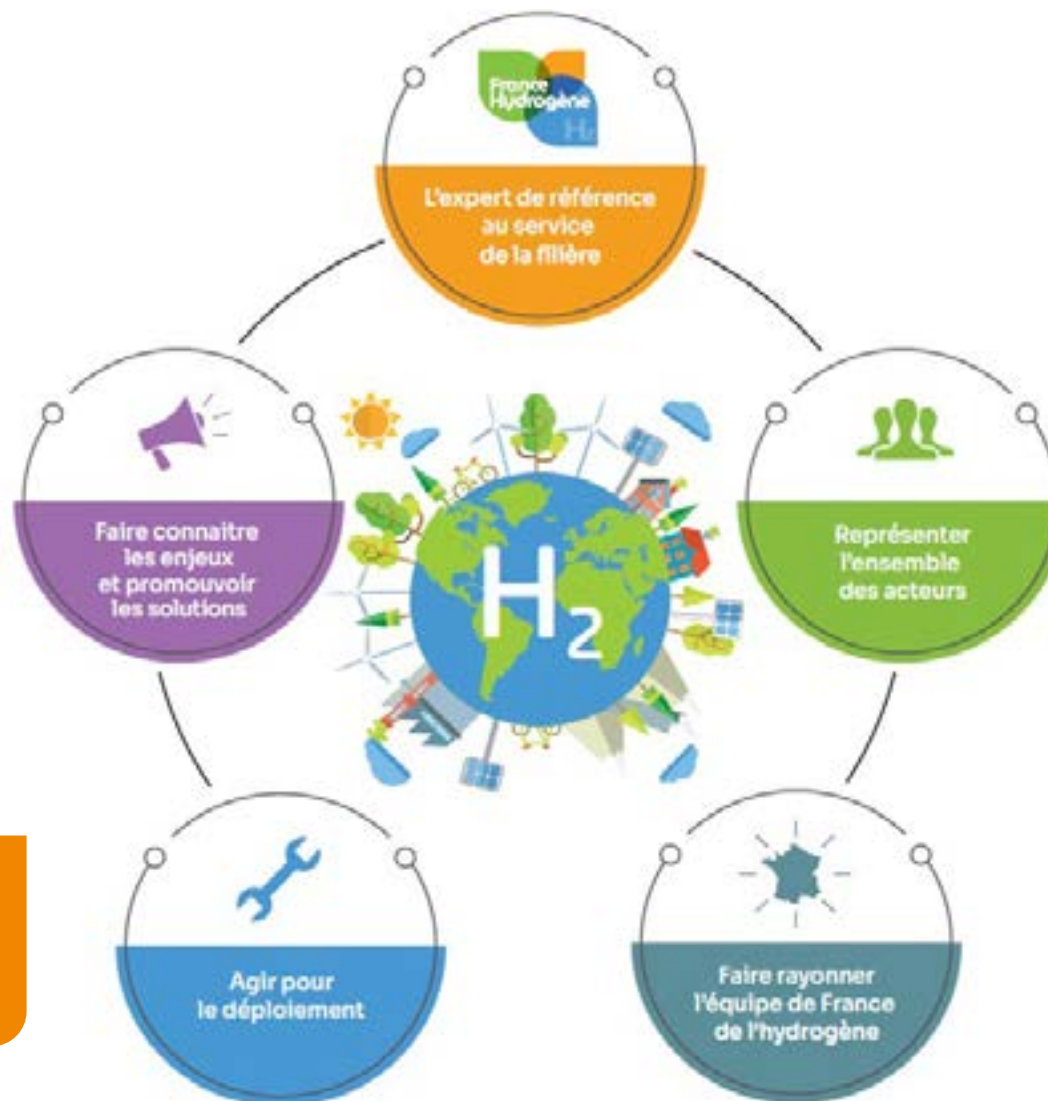 France
Hydrogène
H₂
L'expert de référence
au service
de la filière
Faire connaitre
les enjeux
et promouvoir
les solutions
Représenter
l'ensemble
des acteurs
H₂
Agir pour
le déploiement
Faire rayonner
l'équipe de France
de l'hydrogène